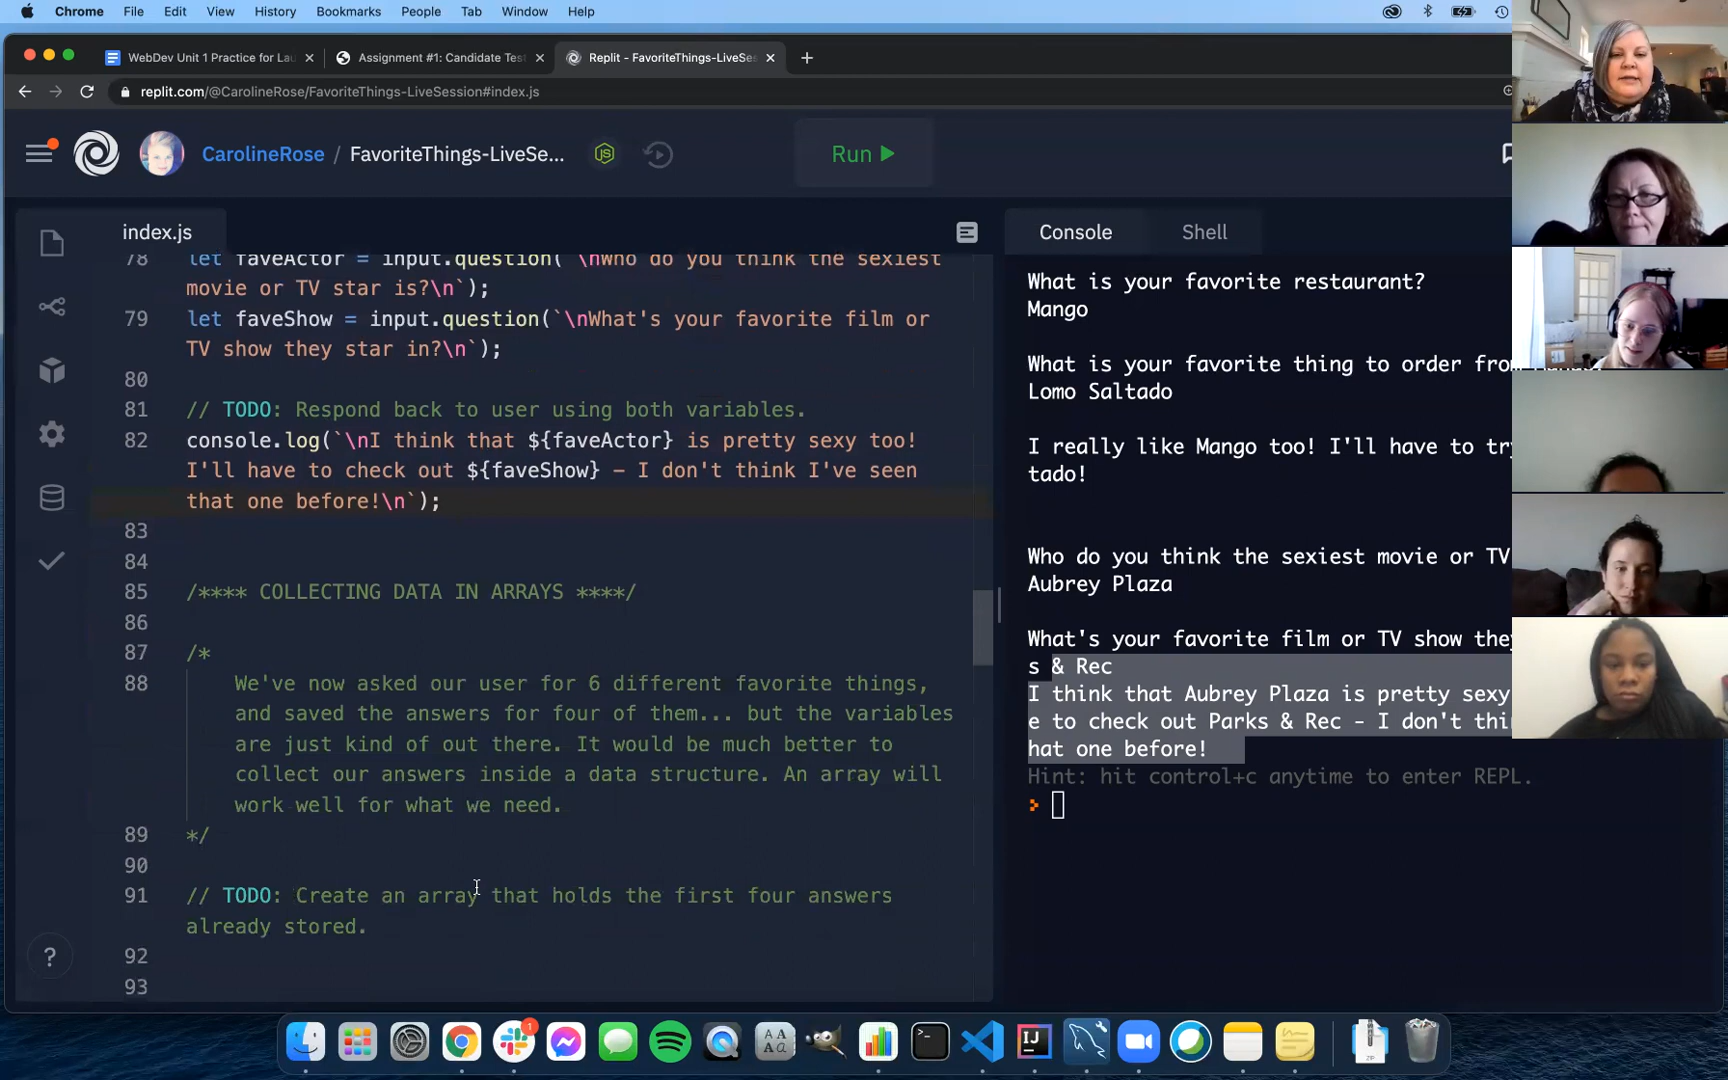 Chrome File Edit View History Bookmarks People Tab Window Help
WebDev Unit 1 Practice for Lau
Assignment #1: Candidate Test
Replit - FavoriteThings-LiveSes
replit.com/@CarolineRose/FavoriteThings-LiveSession#index.js
CarolineRose / FavoriteThings-LiveSe...
Run
index.js
78 let faveActor = input.question(`\nWho do you think the sexiest
movie or TV star is?\n`);
79 let faveShow = input.question(`\nWhat's your favorite film or
TV show they star in?\n`);
80
81 // TODO: Respond back to user using both variables.
82 console.log(`\nI think that ${faveActor} is pretty sexy too!
I'll have to check out ${faveShow} - I don't think I've seen
that one before!\n`);
83
84
85 /**** COLLECTING DATA IN ARRAYS ****/
86
87 /*
88 We've now asked our user for 6 different favorite things,
and saved the answers for four of them... but the variables
are just kind of out there. It would be much better to
collect our answers inside a data structure. An array will
work well for what we need.
89 */
90
91 // TODO: Create an array that holds the first four answers
already stored.
92
93
Console Shell
What is your favorite restaurant?
Mango
What is your favorite thing to order from
Lomo Saltado
I really like Mango too! I'll have to try
tado!
Who do you think the sexiest movie or TV
Aubrey Plaza
What's your favorite film or TV show they
s & Rec
I think that Aubrey Plaza is pretty sexy
e to check out Parks & Rec - I don't thi
hat one before!
Hint: hit control+c anytime to enter REPL.
>
?
1
A A
A α
IJ
ZIP